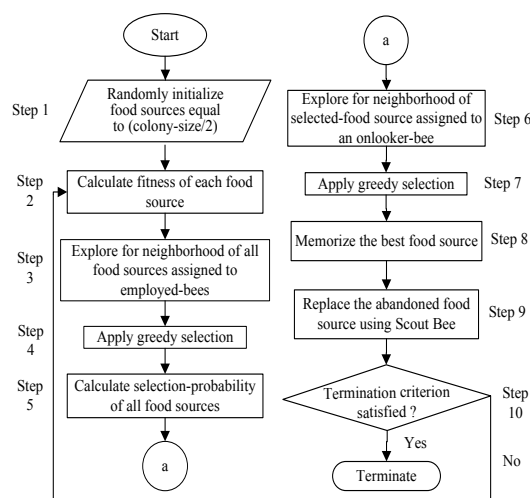 Start
Step 1
Randomly initialize
food sources equal
to (colony-size/2)
Step
2
Calculate fitness of each food
source
Step
3
Explore for neighborhood of all
food sources assigned to
employed-bees
Step
4
Apply greedy selection
Step
5
Calculate selection-probability
of all food sources
a
a
Explore for neighborhood of
selected-food source assigned to
an onlooker-bee
Step 6
Apply greedy selection
Step 7
Memorize the best food source
Step 8
Replace the abandoned food
source using Scout Bee
Step 9
Termination criterion
satisfied ?
Step
10
Yes
No
Terminate